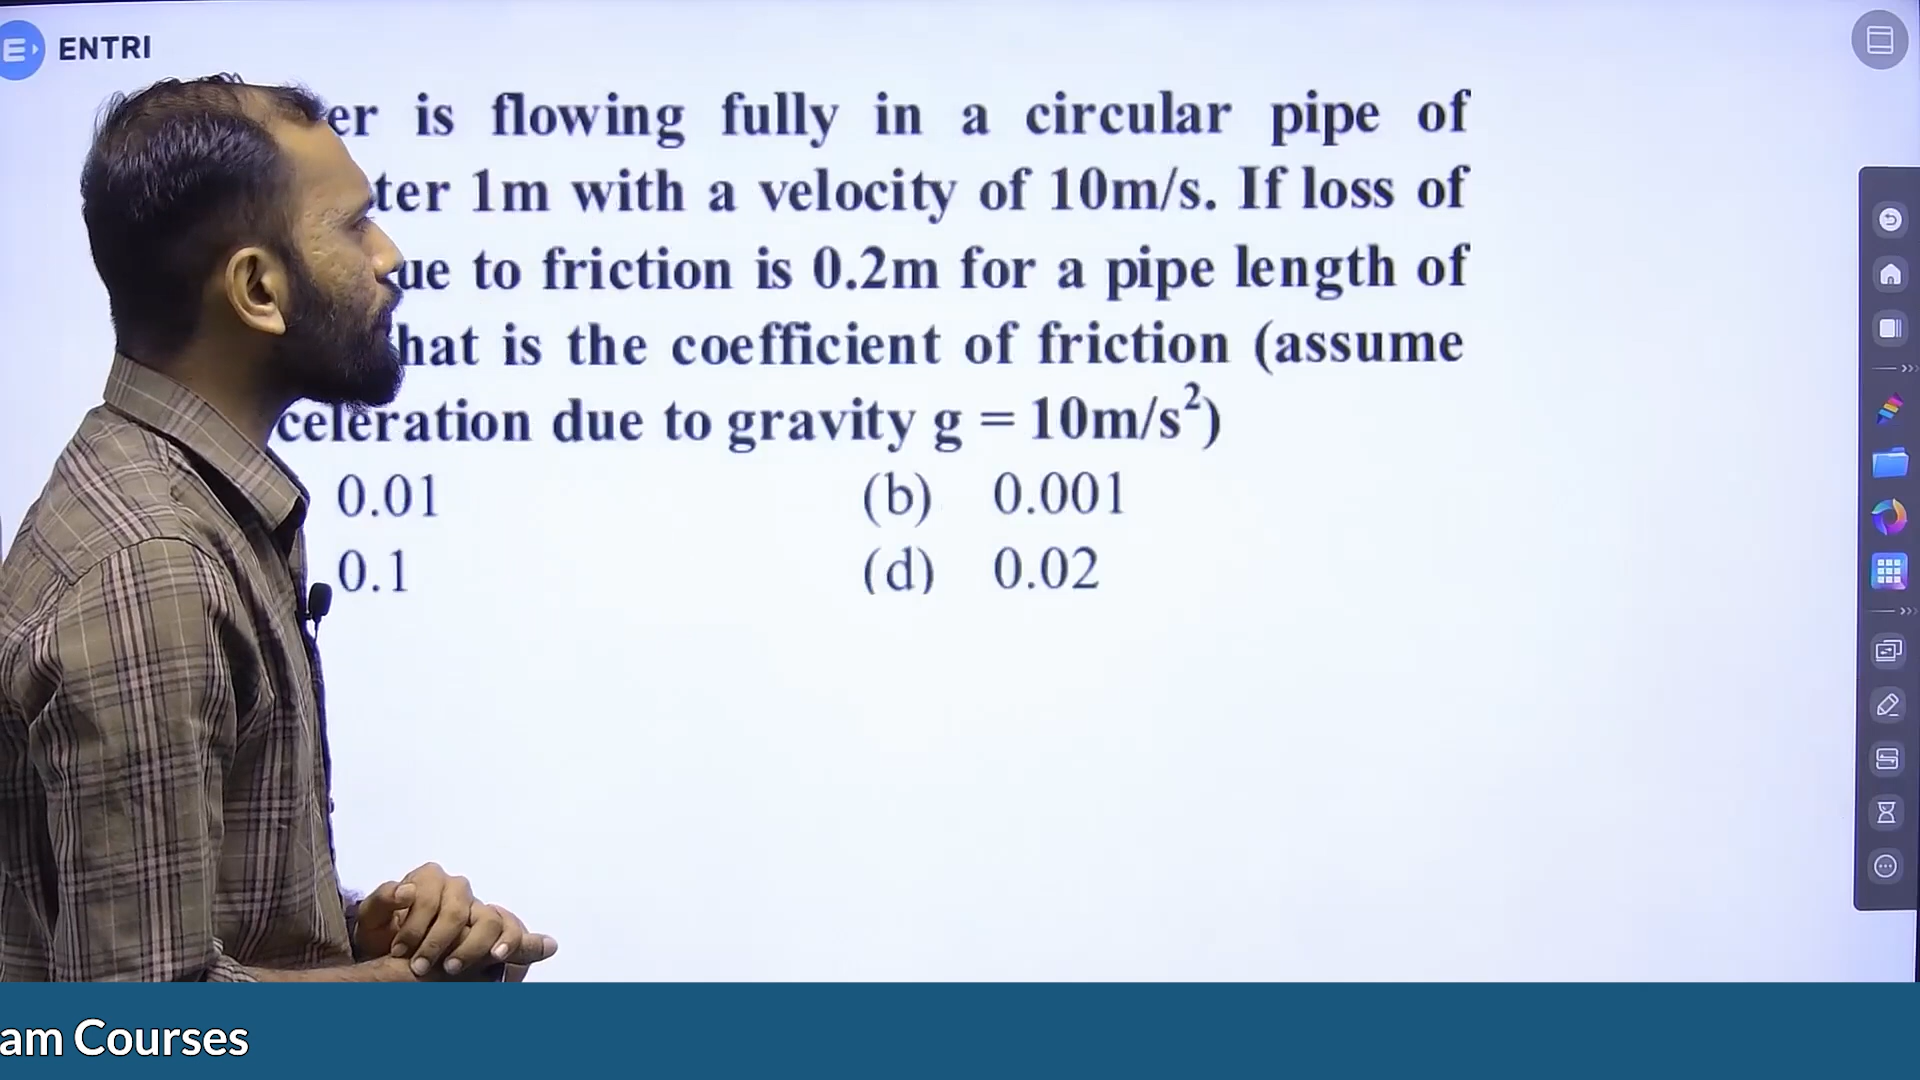 ENTRI
er is flowing fully in a circular pipe of
ter 1m with a velocity of 10m/s. If loss of
ue to friction is 0.2m for a pipe length of
hat is the coefficient of friction (assume
celeration due to gravity g = 10m/s²)
0.01 (b) 0.001
0.1 (d) 0.02
am Courses